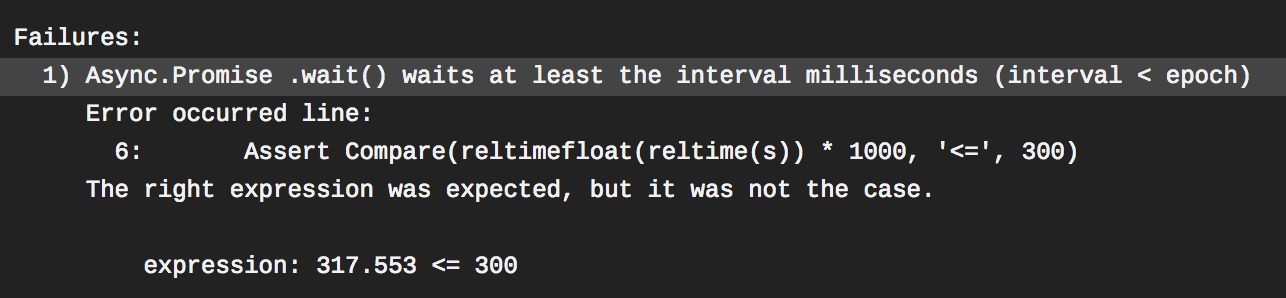 Failures:
1) Async.Promise .wait() waits at least the interval milliseconds (interval < epoch)
Error occurred line:
6: Assert Compare(reltimefloat(reltime(s)) * 1000, '<=', 300)
The right expression was expected, but it was not the case.
expression: 317.553 <= 300